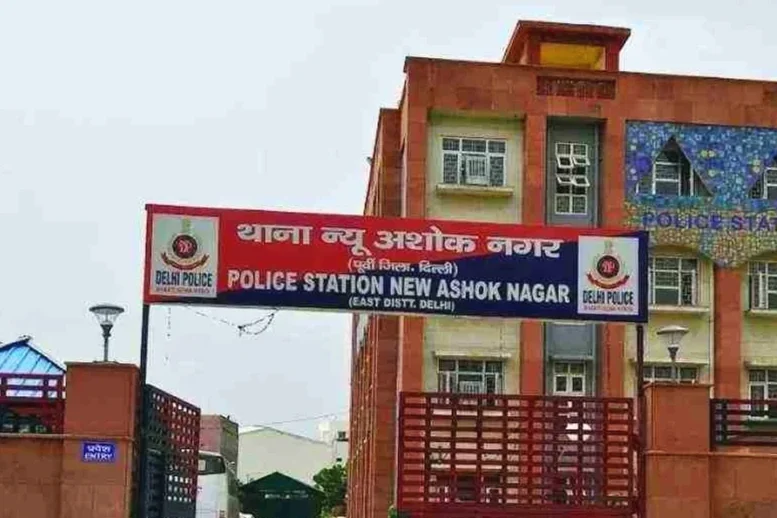 थाना न्यू अशोक नगर
(पूर्वी जिला. दिल्ली)
POLICE STATION NEW ASHOK NAGAR
(EAST DISTT. DELHI)
DELHI POLICE
DELHI POLICE
POLICE STAT
प्रवेश
ENTRY